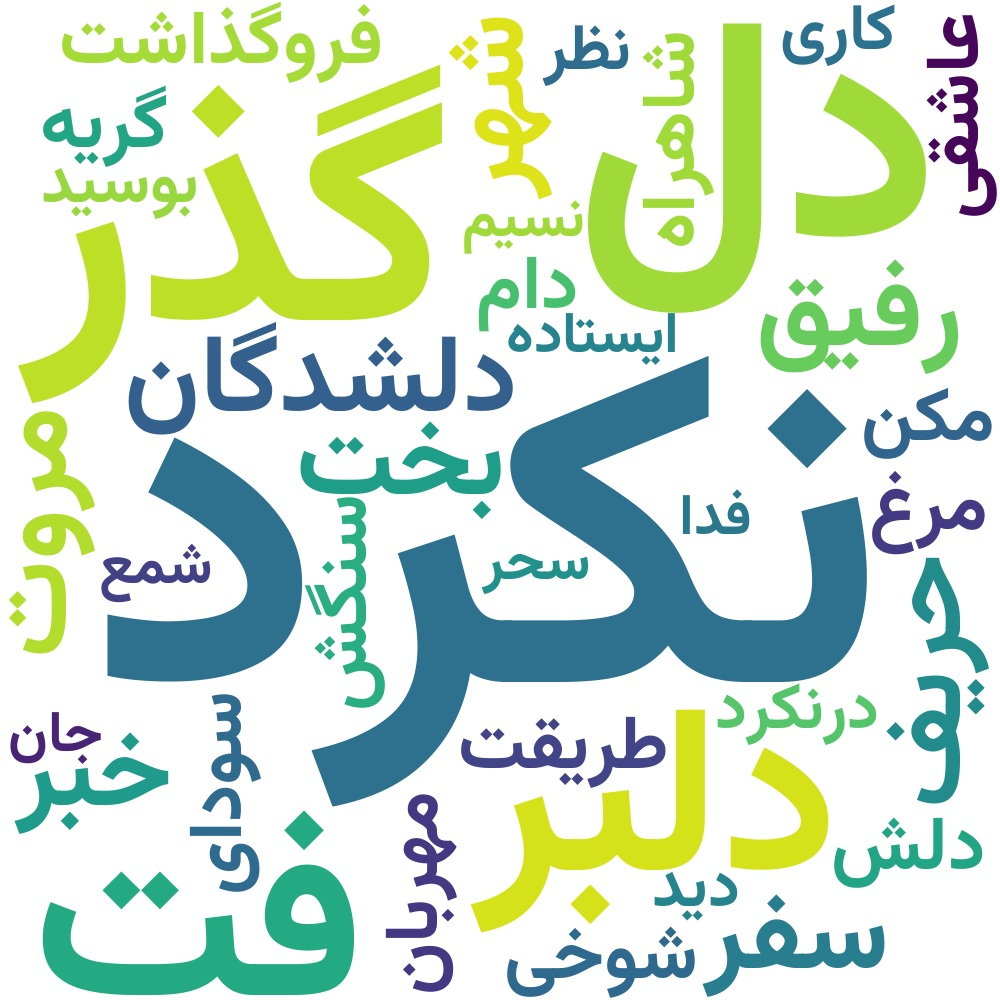 عاشقی
کاری
دل
شاهراه
نظر
شهر
فروگذاشت
گذر
گریه
بوسید
نسیم
رفیق
دام
ایستاده
دلشدگان
مکن
مروت
بخت
نکرد
مرغ
فدا
سنگش
سحر
شمع
حریف
درنکرد
دلبر
طریقت
سودای
جان
خبر
مهربان
دلش
فت
دید
سفر
شوخی